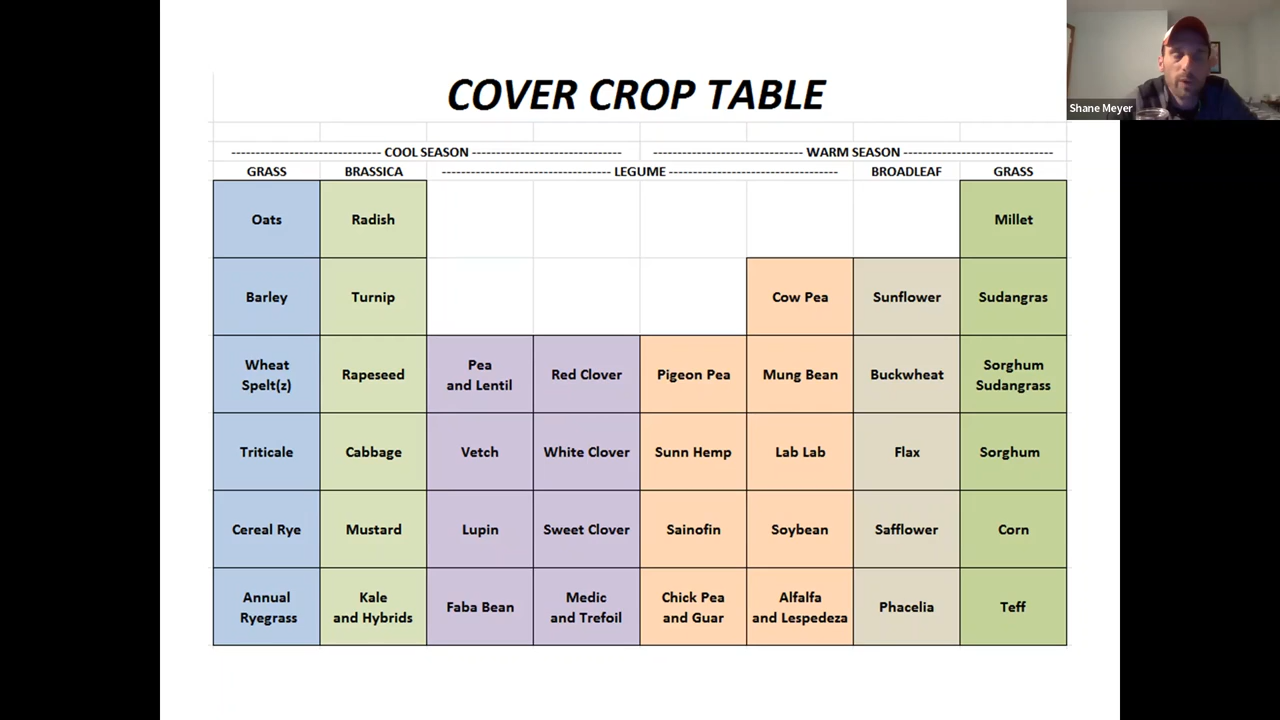 COVER CROP TABLE
Shane Meyer
--------------------------------- COOL SEASON --------------------------------- --------------------------------- WARM SEASON ---------------------------------
GRASS BRASSICA --------------------------------------- LEGUME --------------------------------------- BROADLEAF GRASS
Oats Radish Millet
Barley Turnip Cow Pea Sunflower Sudangras
Wheat Spelt(z) Rapeseed Pea and Lentil Red Clover Pigeon Pea Mung Bean Buckwheat Sorghum Sudangrass
Triticale Cabbage Vetch White Clover Sunn Hemp Lab Lab Flax Sorghum
Cereal Rye Mustard Lupin Sweet Clover Sainofin Soybean Safflower Corn
Annual Ryegrass Kale and Hybrids Faba Bean Medic and Trefoil Chick Pea and Guar Alfalfa and Lespedeza Phacelia Teff